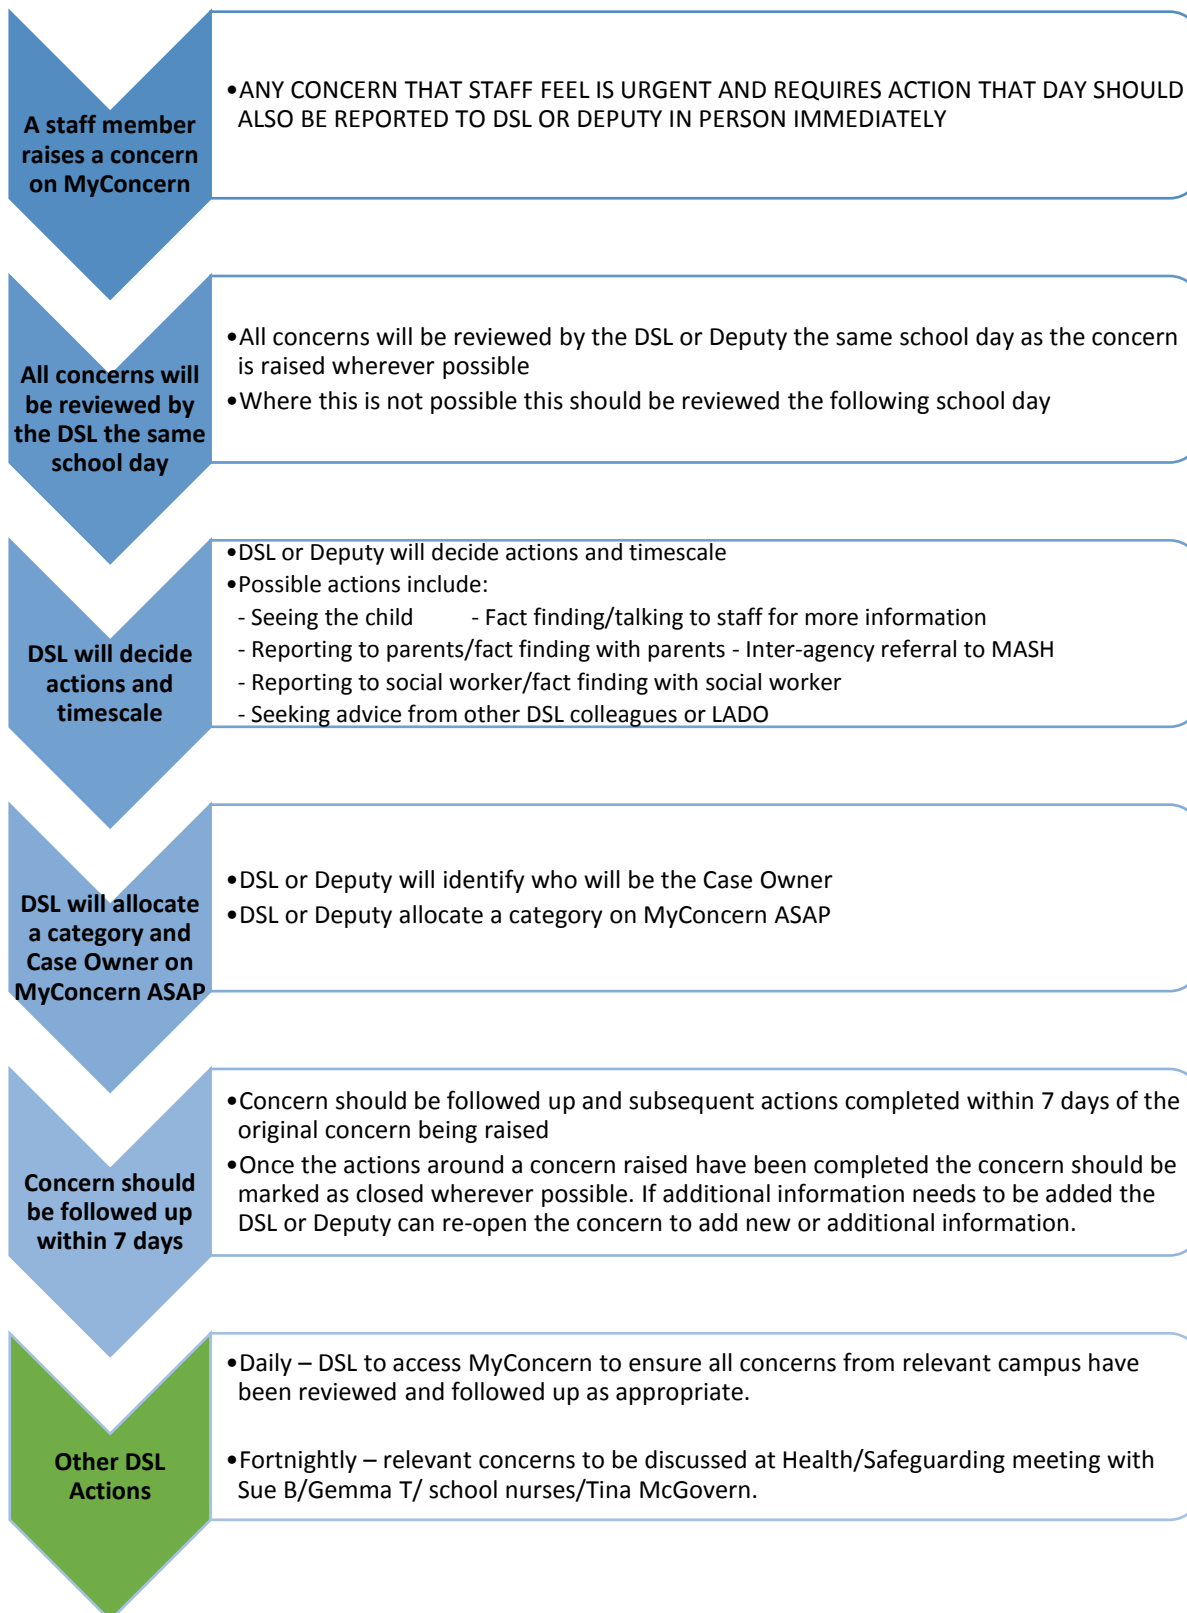 A staff member
raises a concern
on MyConcern
•ANY CONCERN THAT STAFF FEEL IS URGENT AND REQUIRES ACTION THAT DAY SHOULD
ALSO BE REPORTED TO DSL OR DEPUTY IN PERSON IMMEDIATELY
All concerns will
be reviewed by
the DSL the same
school day
•All concerns will be reviewed by the DSL or Deputy the same school day as the concern
is raised wherever possible
•Where this is not possible this should be reviewed the following school day
DSL will decide
actions and
timescale
•DSL or Deputy will decide actions and timescale
•Possible actions include:
- Seeing the child - Fact finding/talking to staff for more information
- Reporting to parents/fact finding with parents - Inter-agency referral to MASH
- Reporting to social worker/fact finding with social worker
- Seeking advice from other DSL colleagues or LADO
DSL will allocate
a category and
Case Owner on
MyConcern ASAP
•DSL or Deputy will identify who will be the Case Owner
•DSL or Deputy allocate a category on MyConcern ASAP
Concern should
be followed up
within 7 days
•Concern should be followed up and subsequent actions completed within 7 days of the
original concern being raised
•Once the actions around a concern raised have been completed the concern should be
marked as closed wherever possible. If additional information needs to be added the
DSL or Deputy can re-open the concern to add new or additional information.
Other DSL
Actions
•Daily – DSL to access MyConcern to ensure all concerns from relevant campus have
been reviewed and followed up as appropriate.
•Fortnightly – relevant concerns to be discussed at Health/Safeguarding meeting with
Sue B/Gemma T/ school nurses/Tina McGovern.